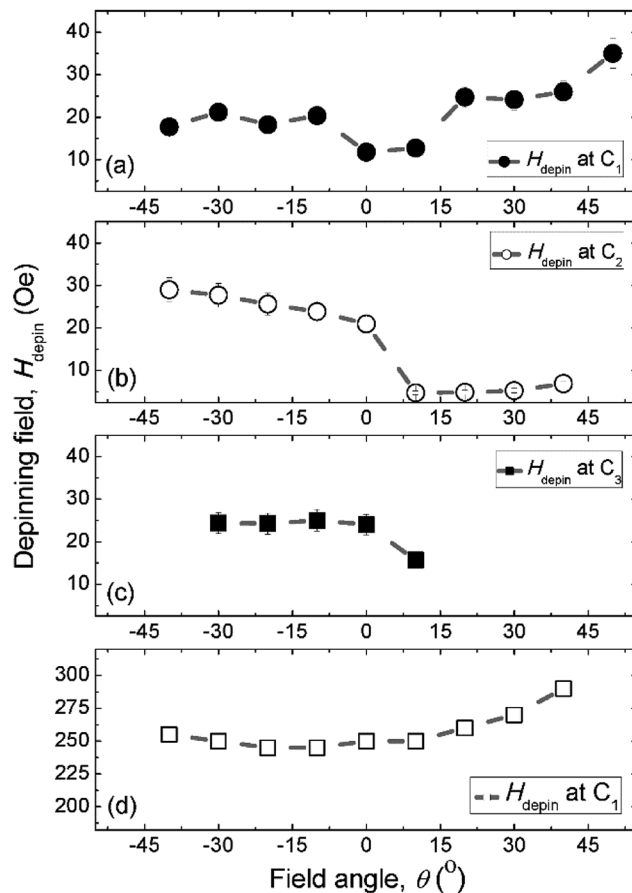 Depinning field, H_depin (Oe)
40
30
20
10
(a)
H_depin at C_1
-45 -30 -15 0 15 30 45
40
30
20
10
(b)
H_depin at C_2
-45 -30 -15 0 15 30 45
40
30
20
10
(c)
H_depin at C_3
-45 -30 -15 0 15 30 45
300
275
250
225
200
(d)
H_depin at C_1
-45 -30 -15 0 15 30 45
Field angle, θ (°)